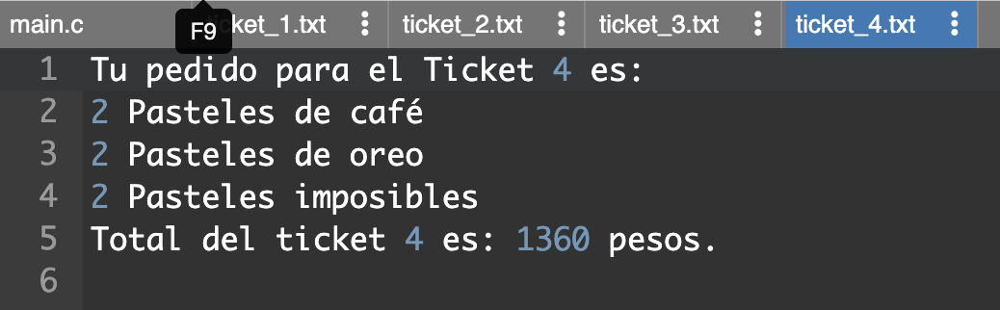 main.c
F9
ket_1.txt
ticket_2.txt
ticket_3.txt
ticket_4.txt
1 Tu pedido para el Ticket 4 es:
2 2 Pasteles de café
3 2 Pasteles de oreo
4 2 Pasteles imposibles
5 Total del ticket 4 es: 1360 pesos.
6